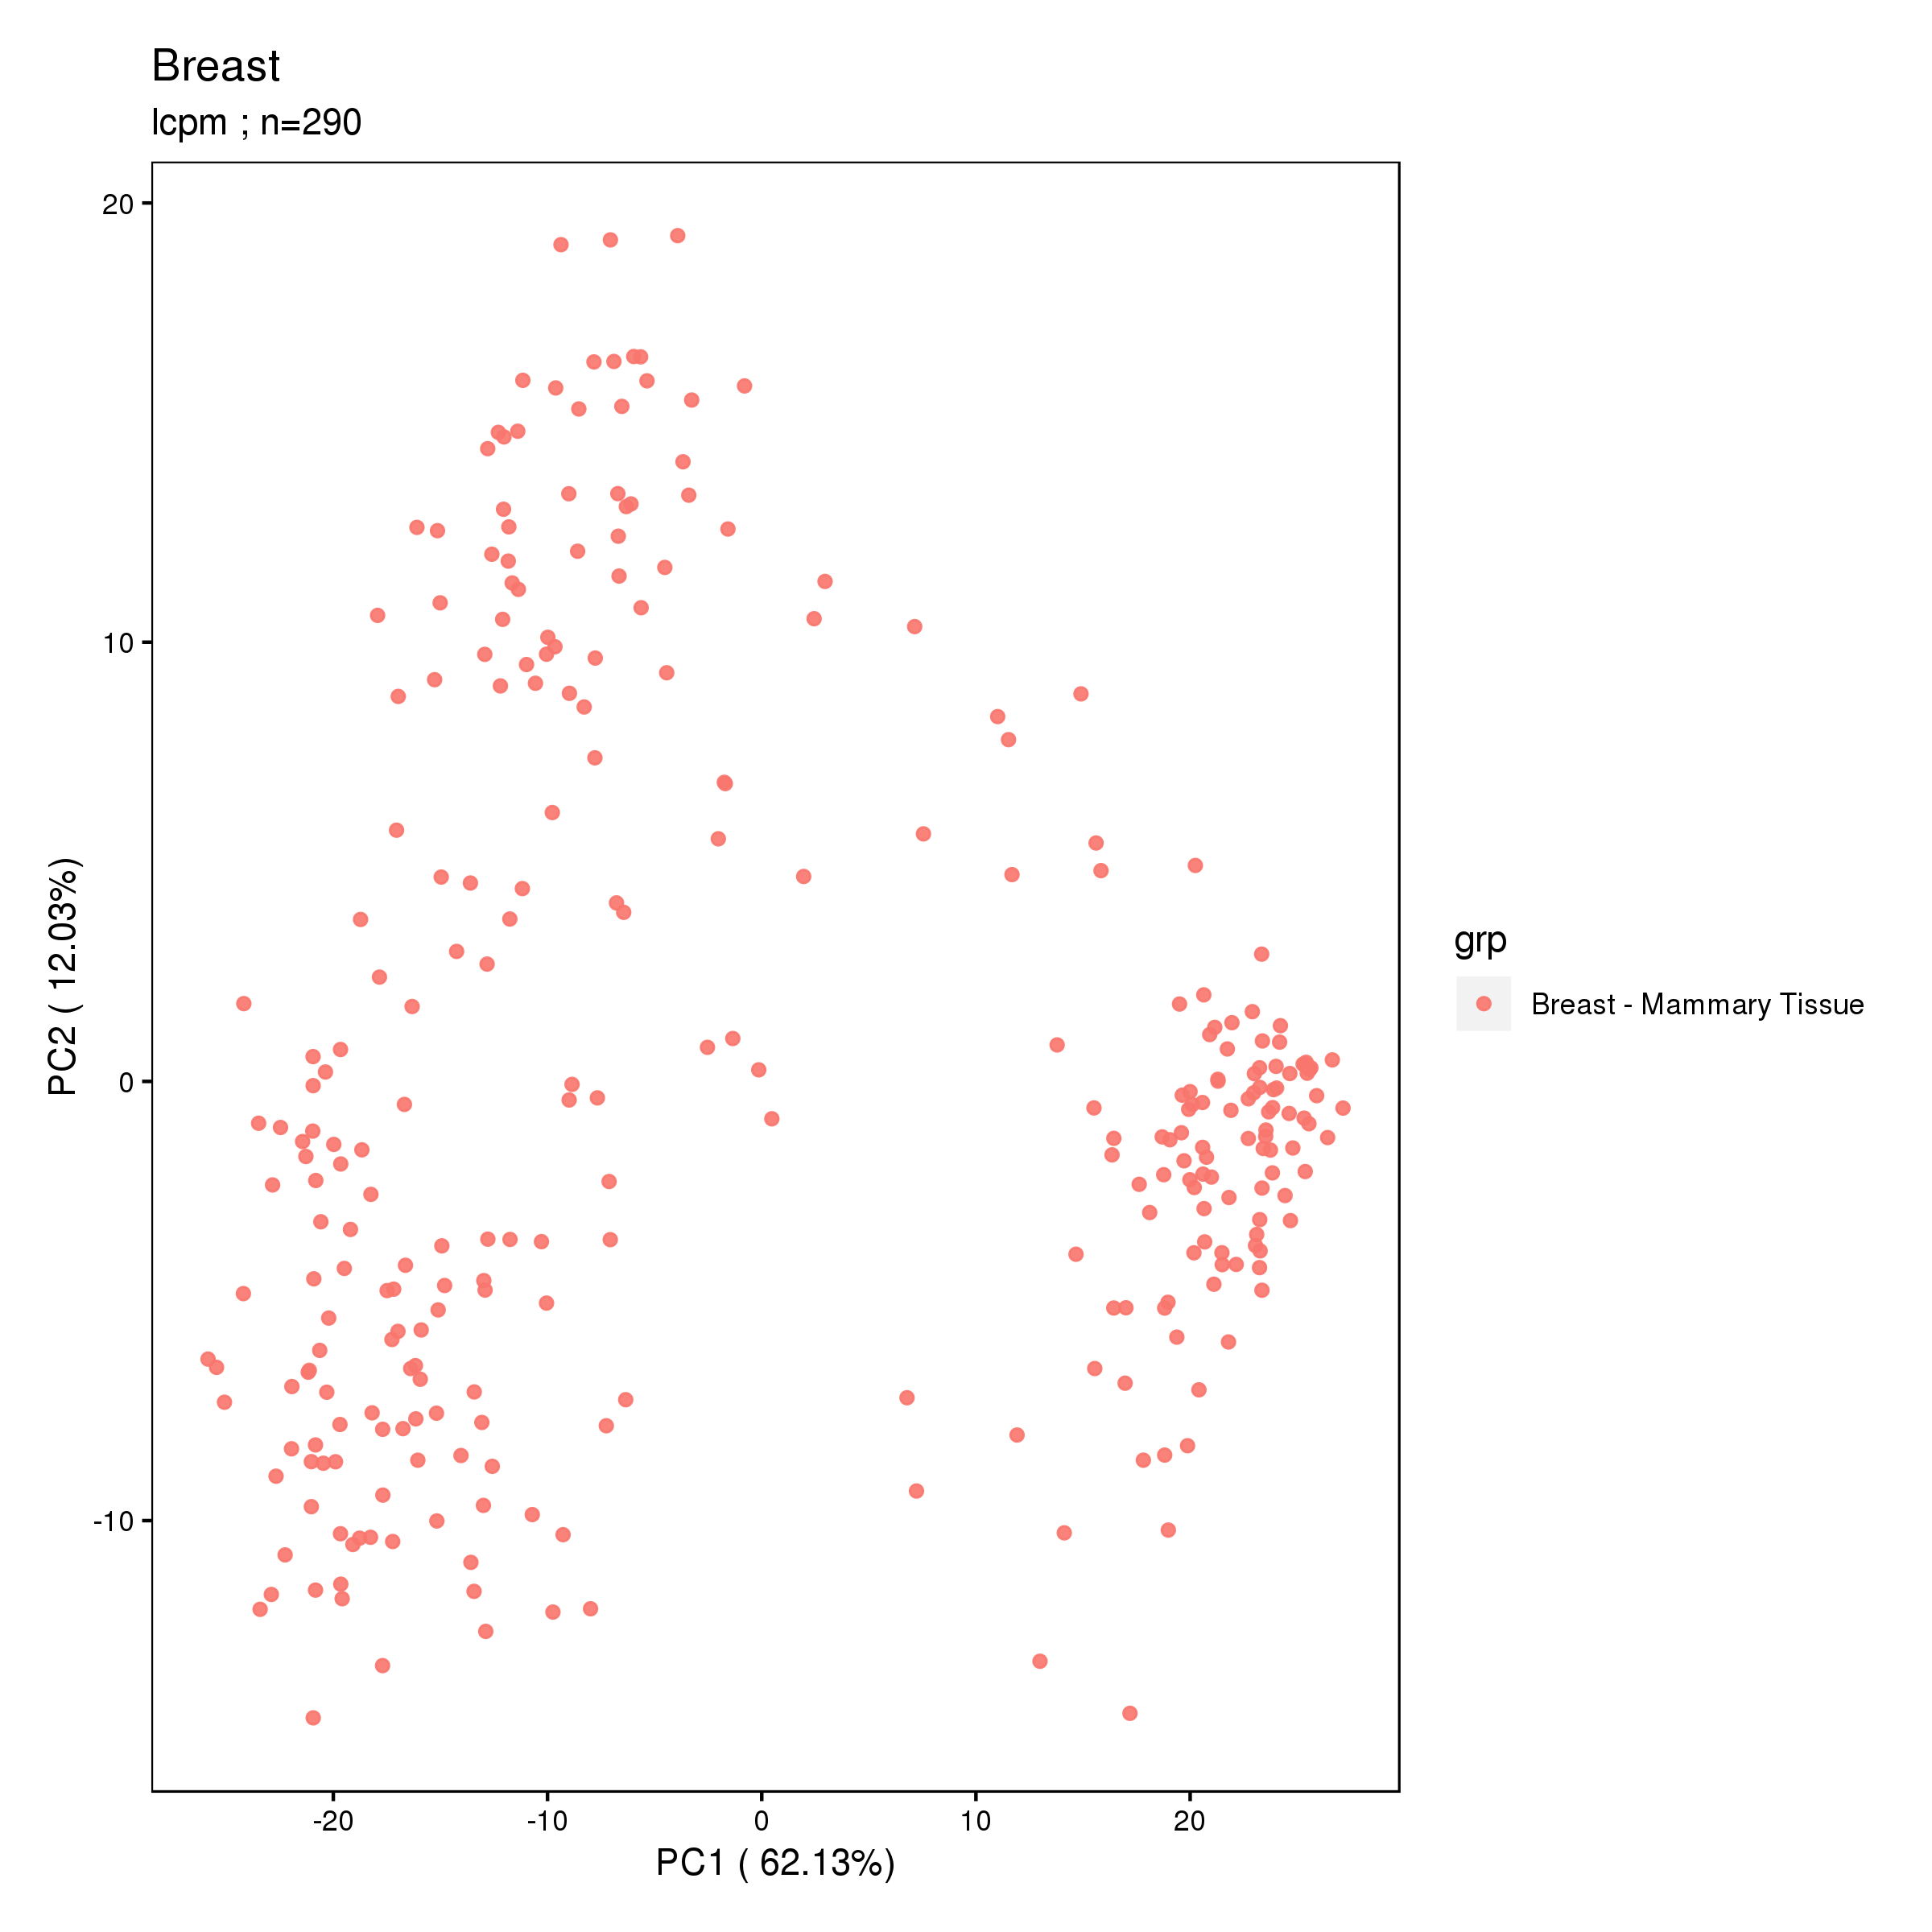 Breast
lcpm ; n=290
20
10
0
-10
PC2 ( 12.03%)
-20
-10
0
10
20
PC1 ( 62.13%)
grp
Breast - Mammary Tissue